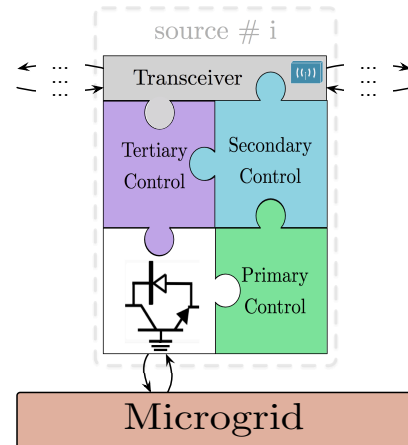 source # i
... ...
Transceiver
... ...
Tertiary
Control
Secondary
Control
Primary
Control
Microgrid